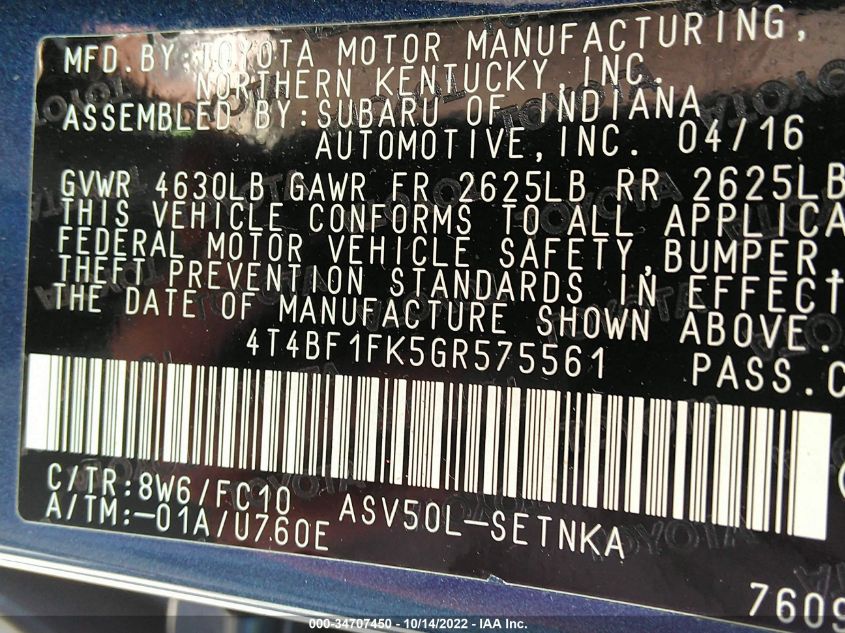 MFD.BY:TOYOTA MOTOR MANUFACTURING,
NORTHERN KENTUCKY, INC.
ASSEMBLED BY:SUBARU OF INDIANA
AUTOMOTIVE,INC. 04/16
GVWR 4630LB GAWR FR 2625LB RR 2625LB
THIS VEHICLE CONFORMS TO ALL APPLICA
FEDERAL MOTOR VEHICLE SAFETY,BUMPER,
THEFT PREVENTION STANDARDS IN EFFECT
THE DATE OF MANUFACTURE SHOWN ABOVE.
4T4BF1FK5GR575561 PASS.C
C/TR:8W6/FC10
A/TM:-01A/U760E ASV50L-SETNKA
7609
000-34707450 - 10/14/2022 - IAA Inc.